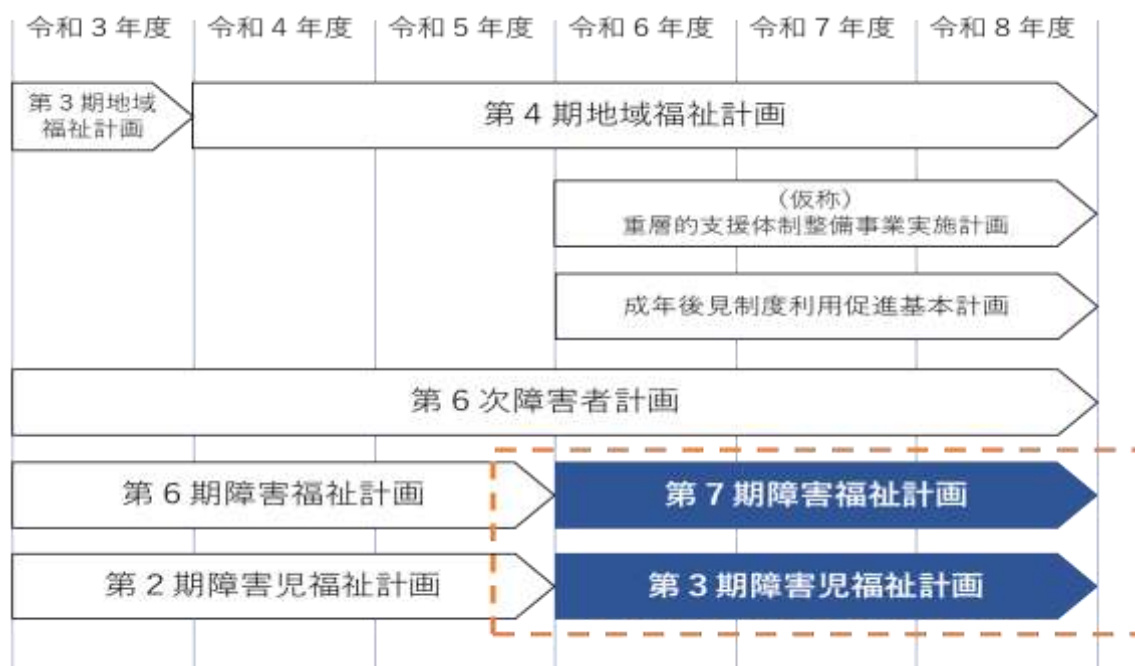 令和3年度 令和4年度 令和5年度 令和6年度 令和7年度 令和8年度
第3期地域
福祉計画
第4期地域福祉計画
（仮称）
重層的支援体制整備事業実施計画
成年後見制度利用促進基本計画
第6次障害者計画
第6期障害福祉計画
第7期障害福祉計画
第2期障害児福祉計画
第3期障害児福祉計画